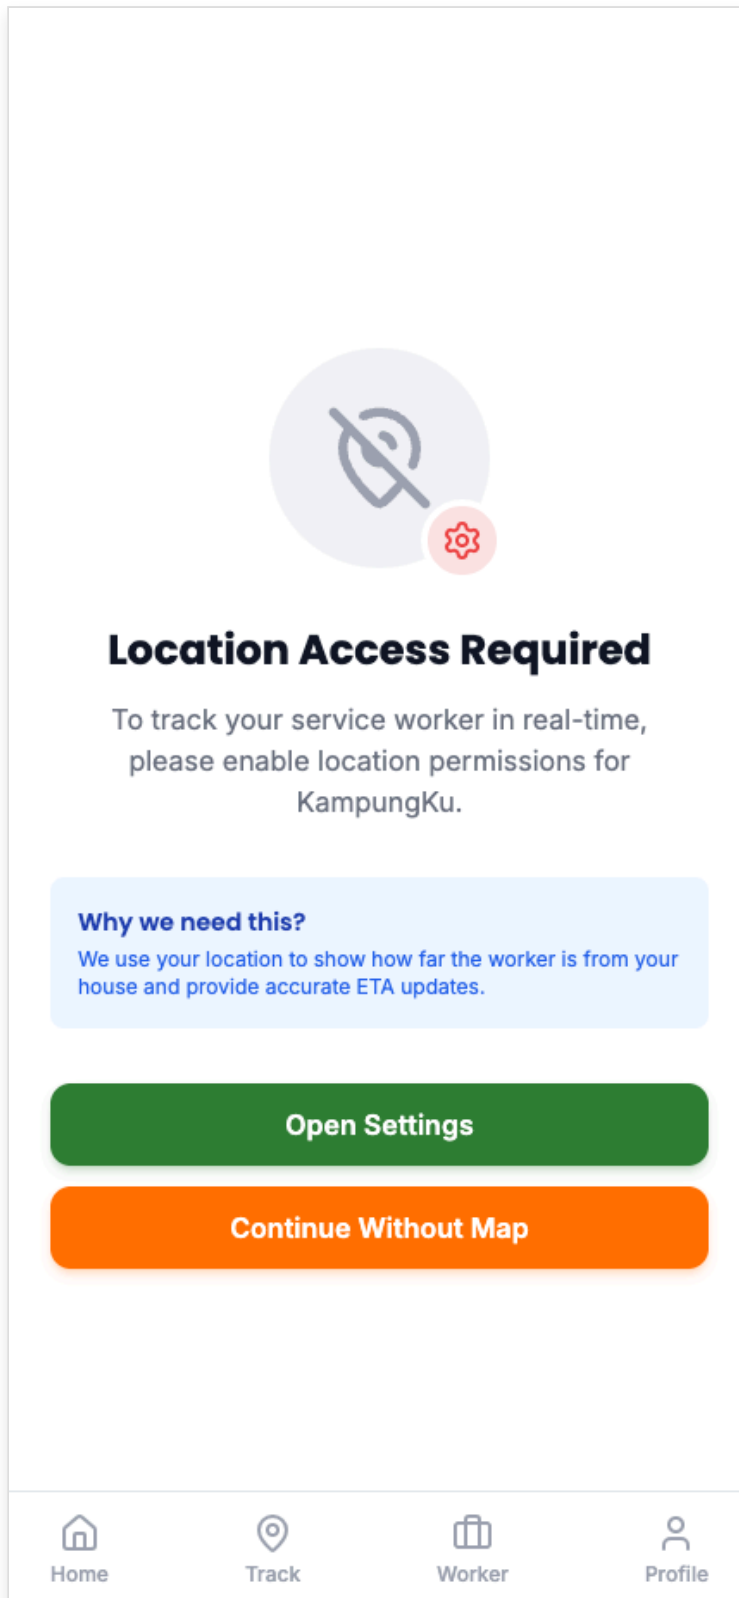 Location Access Required
To track your service worker in real-time,
please enable location permissions for
KampungKu.
Why we need this?
We use your location to show how far the worker is from your
house and provide accurate ETA updates.
Open Settings
Continue Without Map
Home Track Worker Profile